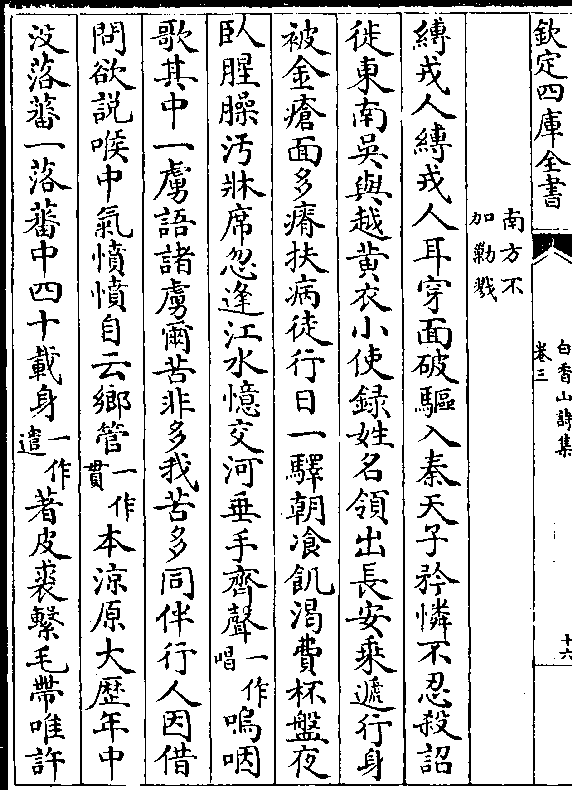 欽定四庫全書
白香山詩集
卷三
十六
南方不
加勦戮
縛戎人縛戎人耳穿面破驅入秦天子矜憐不忍殺詔
徙東南吳與越黄衣小使錄姓名領出長安乗遞行身
被金瘡面多瘠扶病徒行日一驛朝飡飢渴費杯盤夜
臥腥臊汚牀席忽逢江水憶交河垂手齊聲一作唱嗚咽
歌其中一虜語諸虜爾苦非多我苦多同伴行人因借
問欲説喉中氣憤憤自云鄉管一作貫本涼原大歴年中
没落蕃一落蕃中四十載身一作遣著皮裘繫毛帶唯許